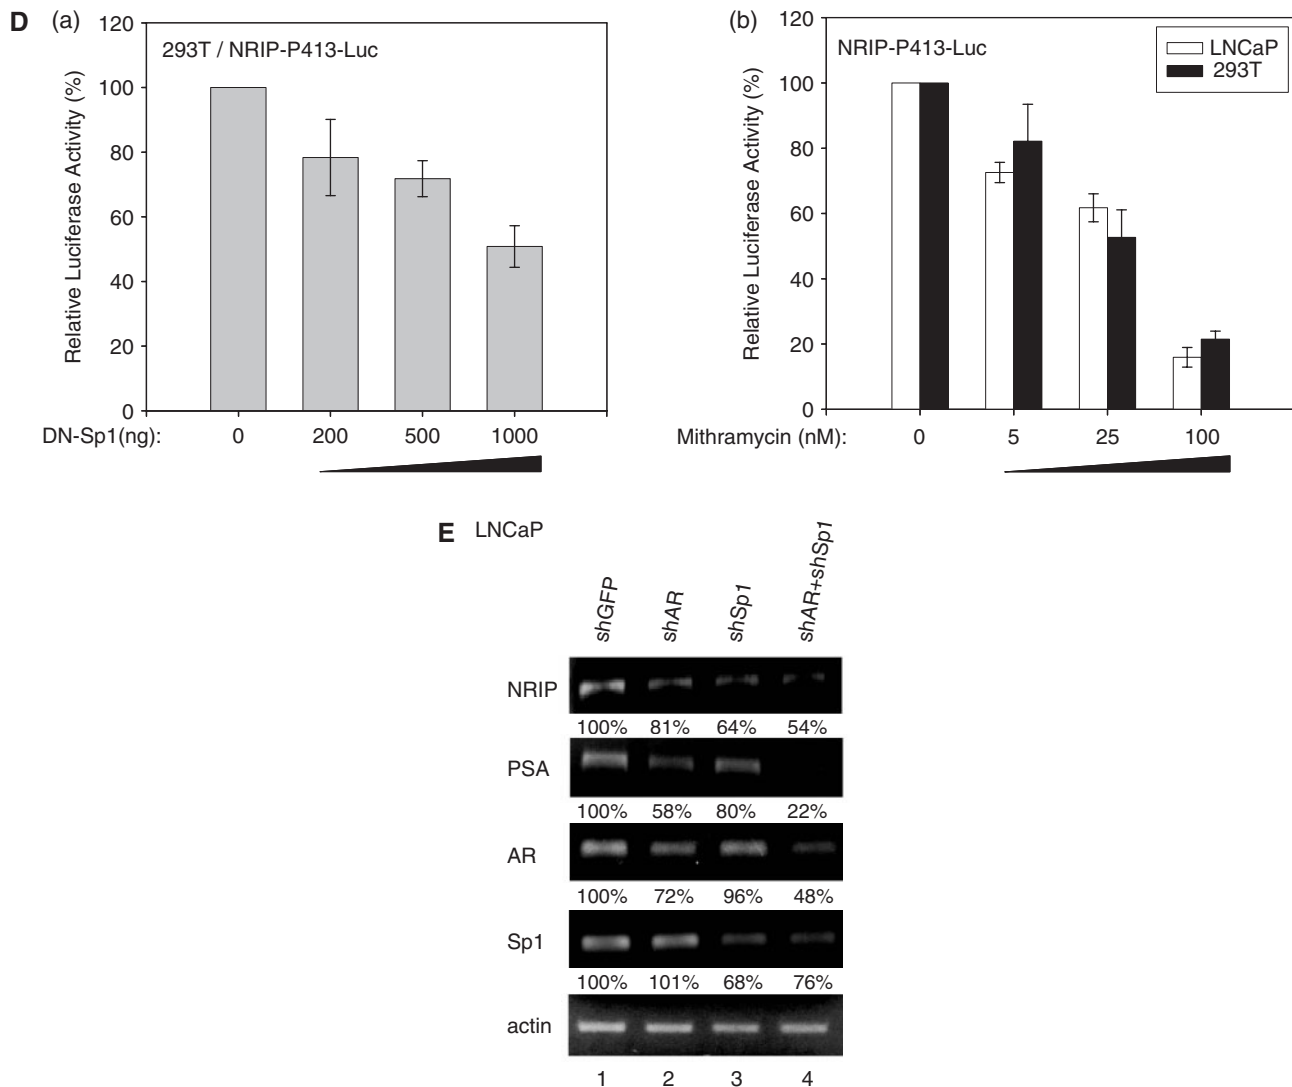 D (a)
120
100
80
60
40
20
0
Relative Luciferase Activity (%)
293T / NRIP-P413-Luc
DN-Sp1(ng): 0 200 500 1000
(b)
120
100
80
60
40
20
0
Relative Luciferase Activity (%)
NRIP-P413-Luc
LNCaP
293T
Mithramycin (nM): 0 5 25 100
E LNCaP
shGFP shAR shSp1 shAR+shSp1
NRIP
100% 81% 64% 54%
PSA
100% 58% 80% 22%
AR
100% 72% 96% 48%
Sp1
100% 101% 68% 76%
actin
1 2 3 4